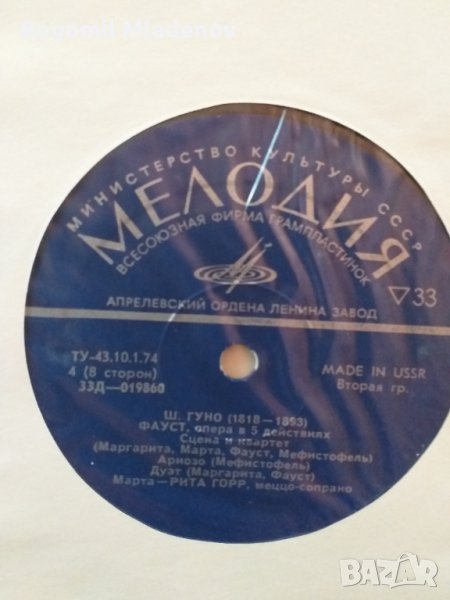 Bogomil Mladenov
МИНИСТЕРСТВО КУЛЬТУРЫ СССР
МЕЛОДИЯ
ВСЕСОЮЗНАЯ ФИРМА ГРАМПЛАСТИНОК
▽33
АПРЕЛЕВСКИЙ ОРДЕНА ЛЕНИНА ЗАВОД
ТУ-43.10.1.74
4 (8 сторон)
33Д—019860
MADE IN USSR
Вторая гр.
Ш. ГУНО (1818—1893)
ФАУСТ, опера в 5 действиях
Сцена и квартет
(Маргарита, Марта, Фауст, Мефистофель)
Ариозо (Мефистофель)
Дуэт (Маргарита, Фауст)
Марта—РИТА ГОРР, меццо-сопрано
BAZAR
bg